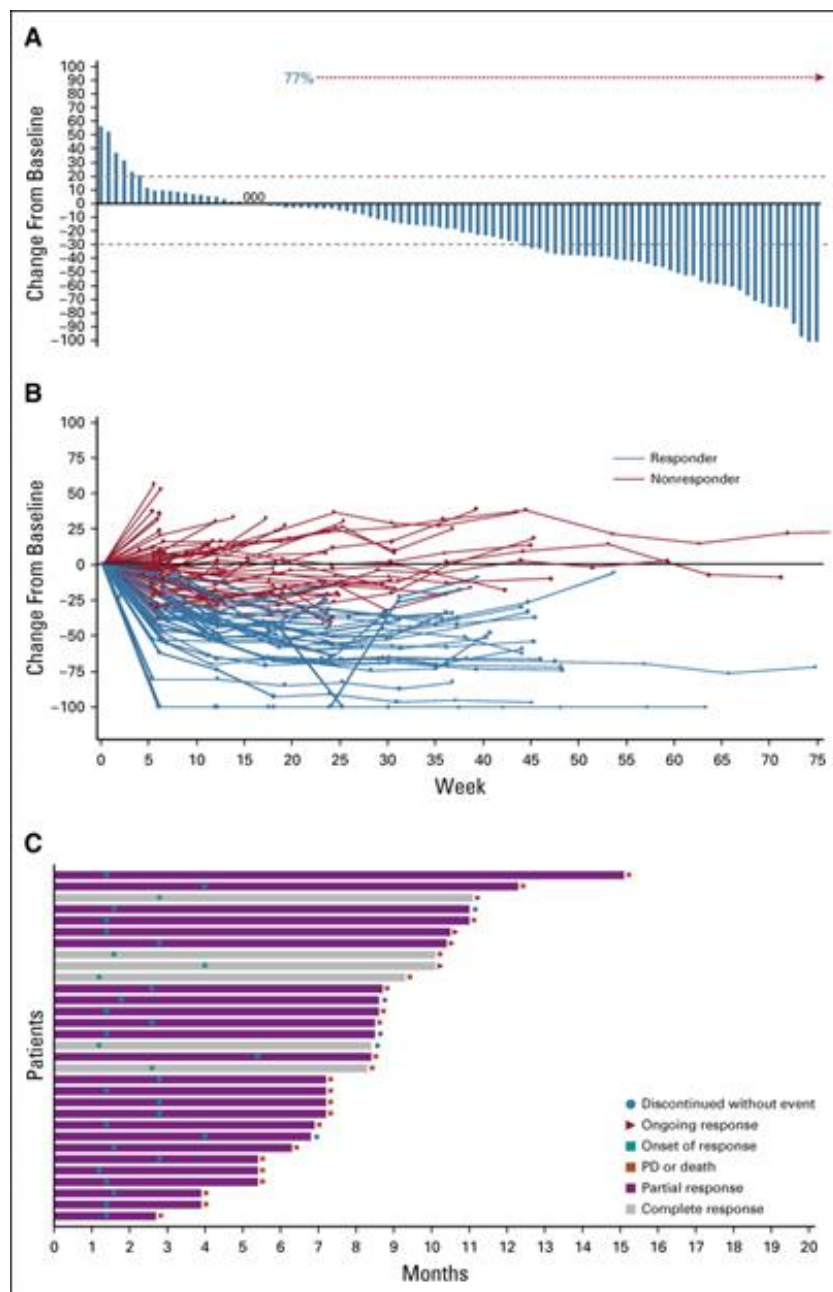 A
100
90
80
70
60
50
40
30
20
10
0
−10
−20
−30
−40
−50
−60
−70
−80
−90
−100
Change From Baseline
77%
000
B
100
75
50
25
0
−25
−50
−75
−100
Change From Baseline
Responder
Nonresponder
0 5 10 15 20 25 30 35 40 45 50 55 60 65 70 75
Week
C
Patients
Discontinued without event
Ongoing response
Onset of response
PD or death
Partial response
Complete response
0 1 2 3 4 5 6 7 8 9 10 11 12 13 14 15 16 17 18 19 20
Months